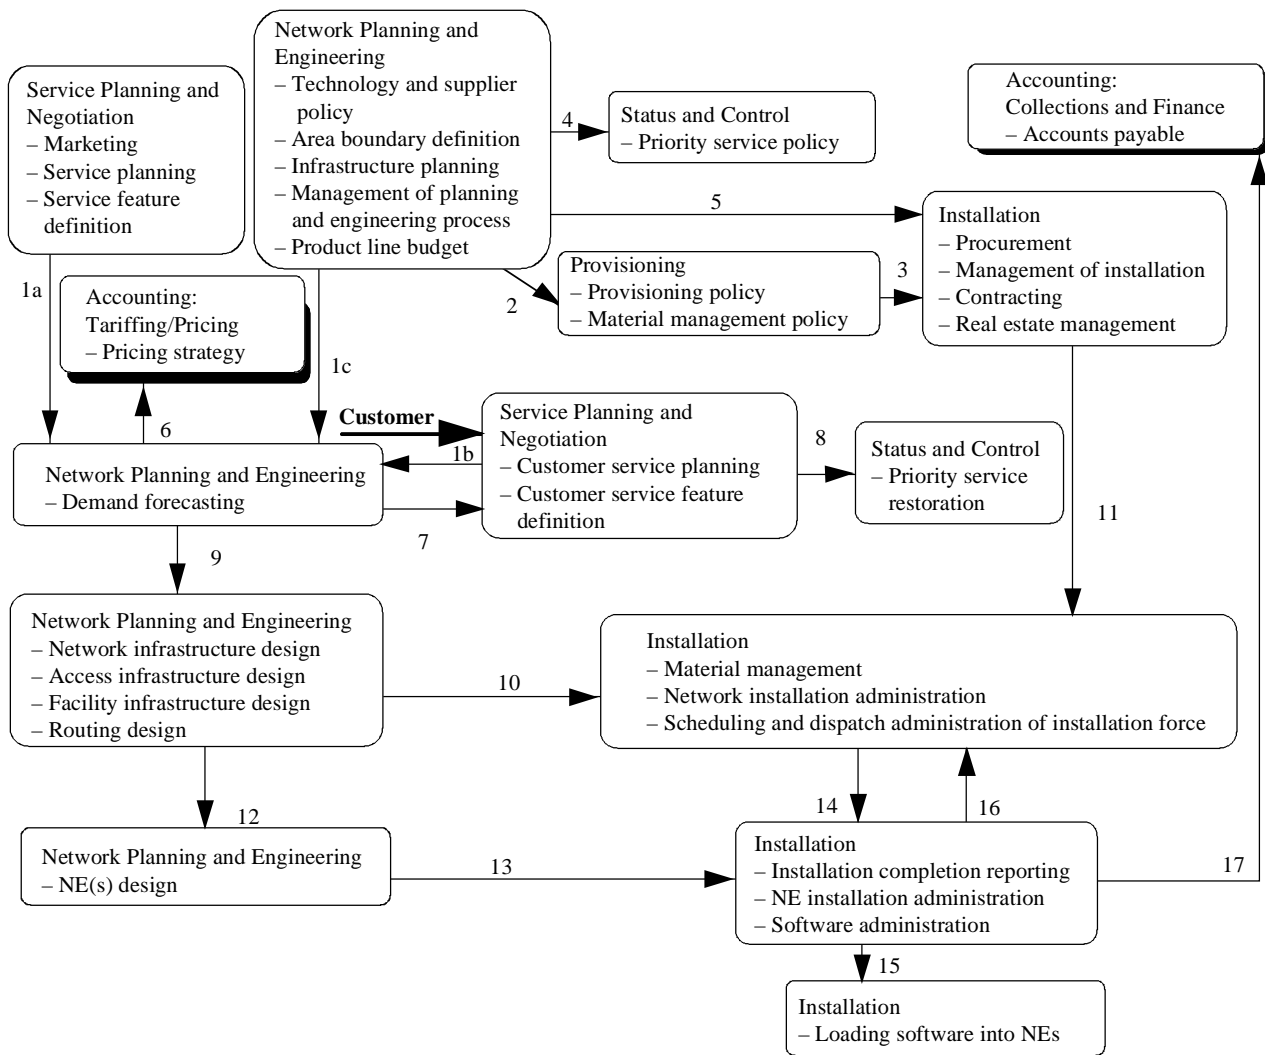 Network Planning and
Engineering
– Technology and supplier
policy
– Area boundary definition
– Infrastructure planning
– Management of planning
and engineering process
– Product line budget
Service Planning and
Negotiation
– Marketing
– Service planning
– Service feature
definition
4
Status and Control
– Priority service policy
Accounting:
Collections and Finance
– Accounts payable
5
Installation
– Procurement
– Management of installation
– Contracting
– Real estate management
1a
Accounting:
Tariffing/Pricing
– Pricing strategy
2
Provisioning
– Provisioning policy
– Material management policy
3
1c
6
Customer
1b
Service Planning and
Negotiation
– Customer service planning
– Customer service feature
definition
8
Status and Control
– Priority service
restoration
Network Planning and Engineering
– Demand forecasting
7
11
9
Network Planning and Engineering
– Network infrastructure design
– Access infrastructure design
– Facility infrastructure design
– Routing design
10
Installation
– Material management
– Network installation administration
– Scheduling and dispatch administration of installation force
12
14
16
Network Planning and Engineering
– NE(s) design
13
Installation
– Installation completion reporting
– NE installation administration
– Software administration
17
15
Installation
– Loading software into NEs